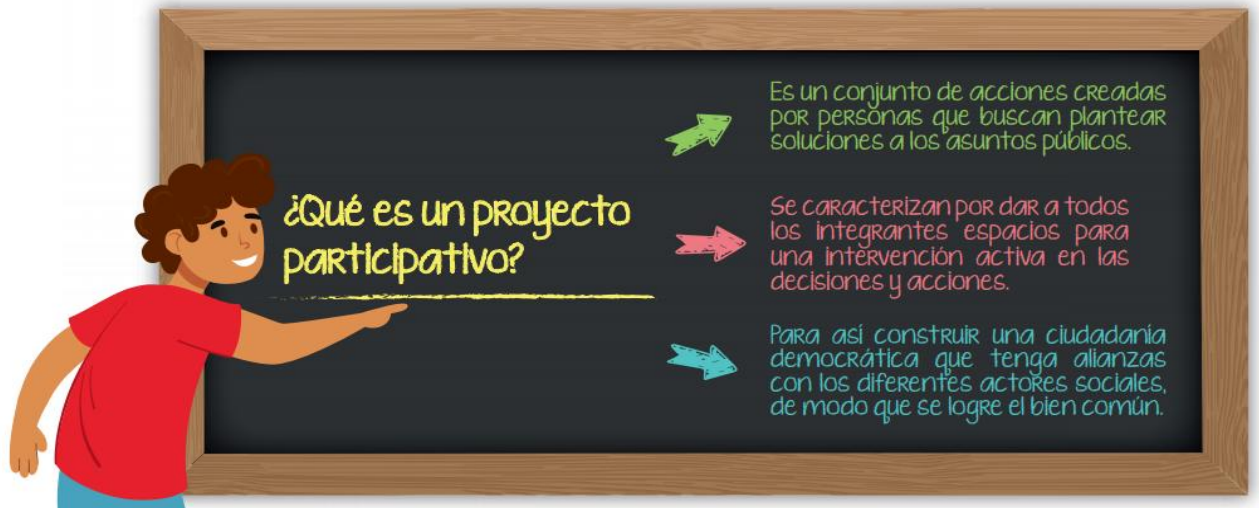 ¿Qué es un proyecto
participativo?
Es un conjunto de acciones creadas
por personas que buscan plantear
soluciones a los asuntos públicos.
Se caracterizan por dar a todos
los integrantes espacios para
una intervención activa en las
decisiones y acciones.
Para así construir una ciudadanía
democrática que tenga alianzas
con los diferentes actores sociales,
de modo que se logre el bien común.